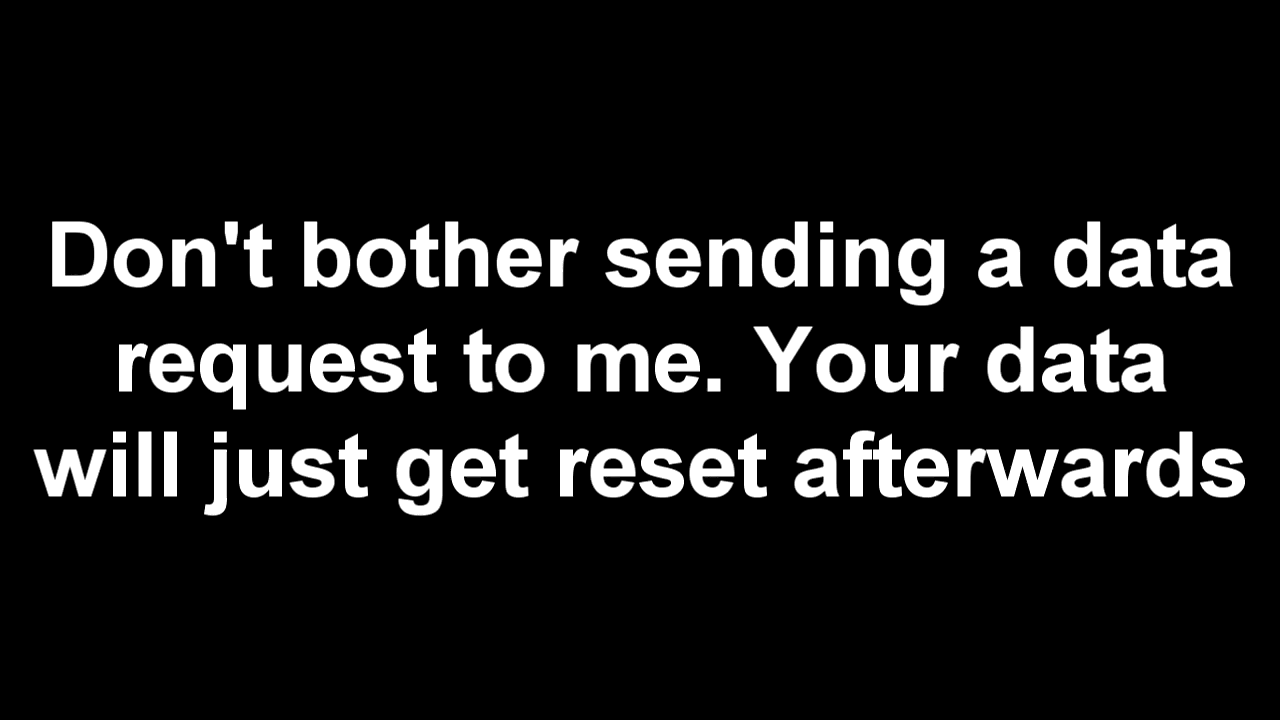 Don't bother sending a data
request to me. Your data
will just get reset afterwards